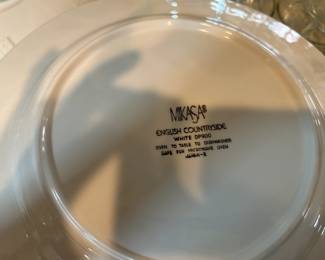 MIKASA®
ENGLISH COUNTRYSIDE
WHITE DP900
OVEN TO TABLE TO DISHWASHER
SAFE FOR MICROWAVE OVEN